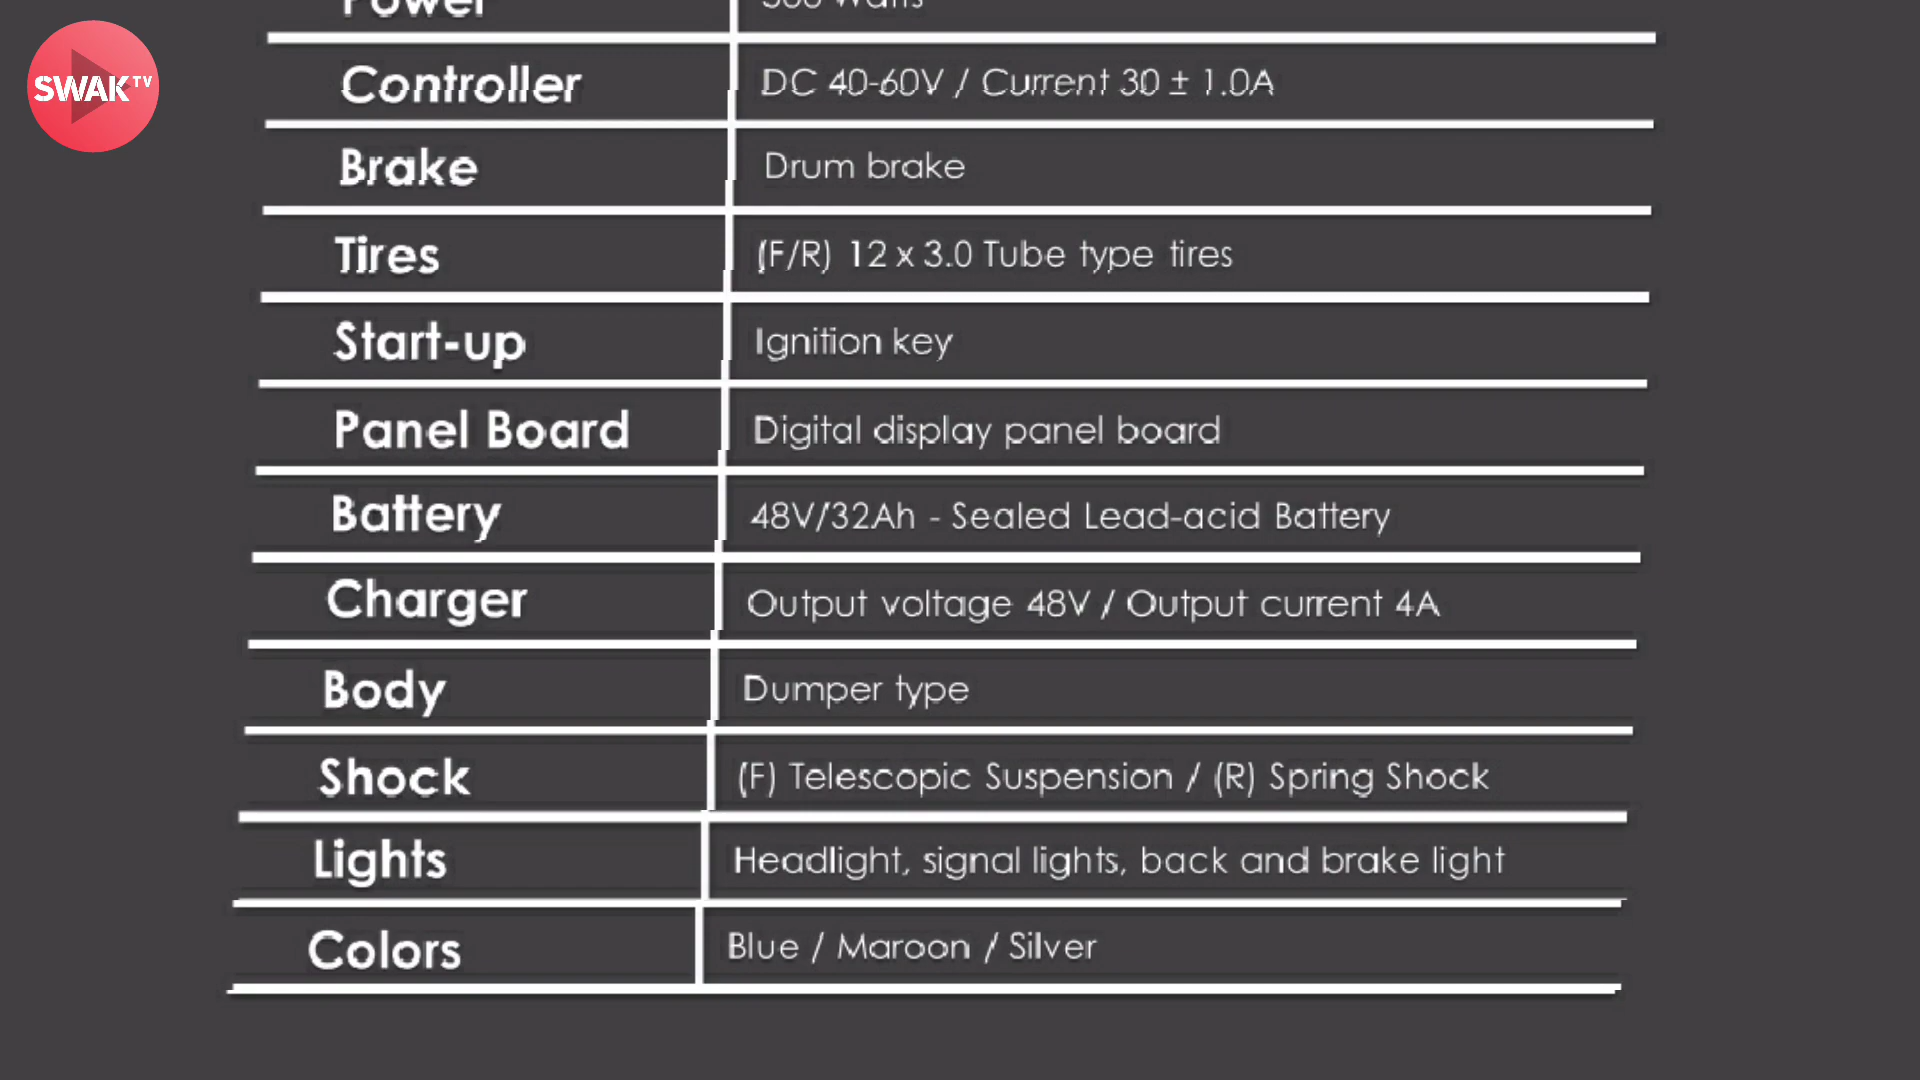 SWAK TV
Power
Controller DC 40-60V / Current 30 ± 1.0A
Brake Drum brake
Tires (F/R) 12 x 3.0 Tube type tires
Start-up Ignition key
Panel Board Digital display panel board
Battery 48V/32Ah - Sealed Lead-acid Battery
Charger Output voltage 48V / Output current 4A
Body Dumper type
Shock (F) Telescopic Suspension / (R) Spring Shock
Lights Headlight, signal lights, back and brake light
Colors Blue / Maroon / Silver